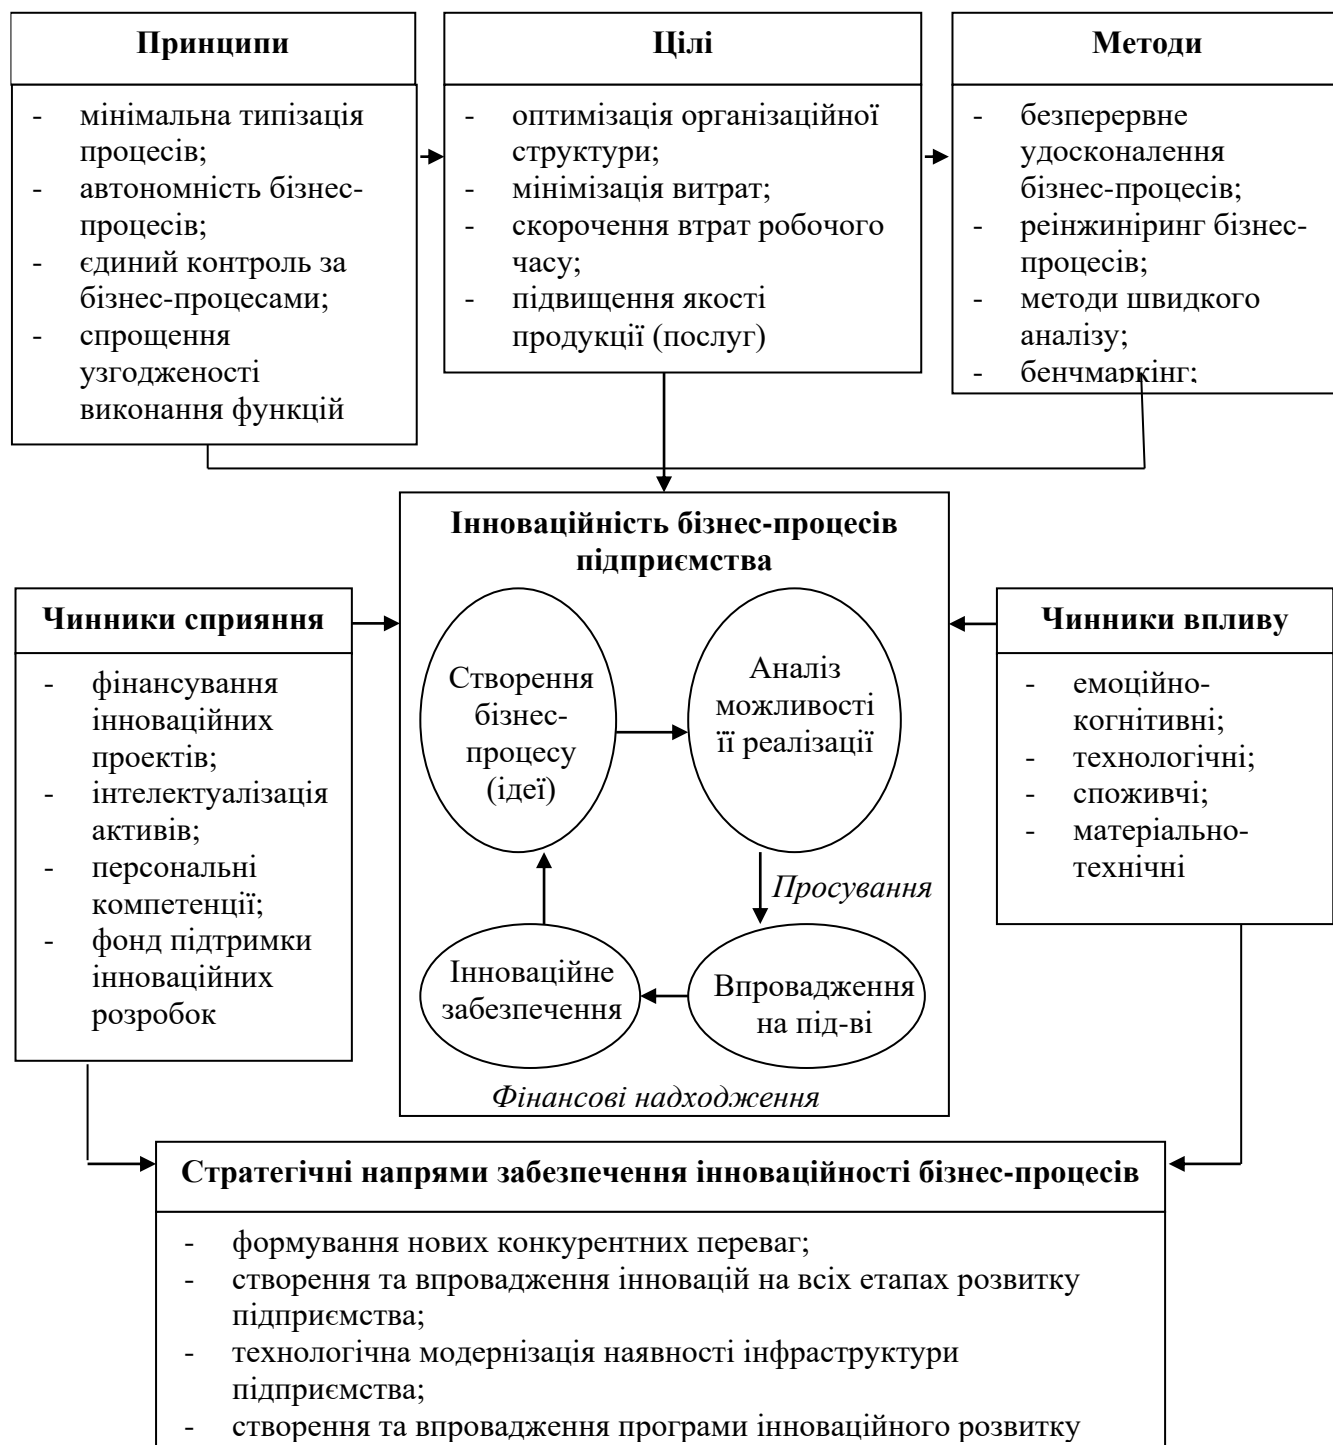 Принципи
- мінімальна типізація
процесів;
- автономність бізнес-
процесів;
- єдиний контроль за
бізнес-процесами;
- спрощення
узгодженості
виконання функцій
Цілі
- оптимізація організаційної
структури;
- мінімізація витрат;
- скорочення втрат робочого
часу;
- підвищення якості
продукції (послуг)
Методи
- безперервне
удосконалення
бізнес-процесів;
- реінжиніринг бізнес-
процесів;
- методи швидкого
аналізу;
- бенчмаркінг;
Інноваційність бізнес-процесів
підприємства
Створення
бізнес-
процесу
(ідеї)
Аналіз
можливості
її реалізації
Просування
Інноваційне
забезпечення
Впровадження
на під-ві
Фінансові надходження
Чинники сприяння
- фінансування
інноваційних
проектів;
- інтелектуалізація
активів;
- персональні
компетенції;
- фонд підтримки
інноваційних
розробок
Чинники впливу
- емоційно-
когнітивні;
- технологічні;
- споживчі;
- матеріально-
технічні
Стратегічні напрями забезпечення інноваційності бізнес-процесів
- формування нових конкурентних переваг;
- створення та впровадження інновацій на всіх етапах розвитку
підприємства;
- технологічна модернізація наявності інфраструктури
підприємства;
- створення та впровадження програми інноваційного розвитку